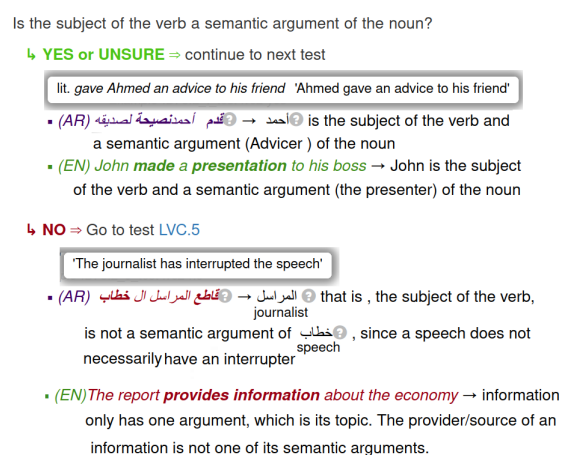 Is the subject of the verb a semantic argument of the noun?
↳ YES or UNSURE ⇒ continue to next test
lit. gave Ahmed an advice to his friend 'Ahmed gave an advice to his friend'
▪ (AR) قدم أحمدنصيحة لصديقه ? → أحمد ? is the subject of the verb and
a semantic argument (Advicer ) of the noun
▪ (EN) John made a presentation to his boss → John is the subject
of the verb and a semantic argument (the presenter) of the noun
↳ NO ⇒ Go to test LVC.5
'The journalist has interrupted the speech'
▪ (AR) قاطع المراسل ال خطاب ? → المراسل ? that is , the subject of the verb,
journalist
is not a semantic argument of خطاب ? , since a speech does not
speech
necessarily have an interrupter
▪ (EN)The report provides information about the economy → information
only has one argument, which is its topic. The provider/source of an
information is not one of its semantic arguments.